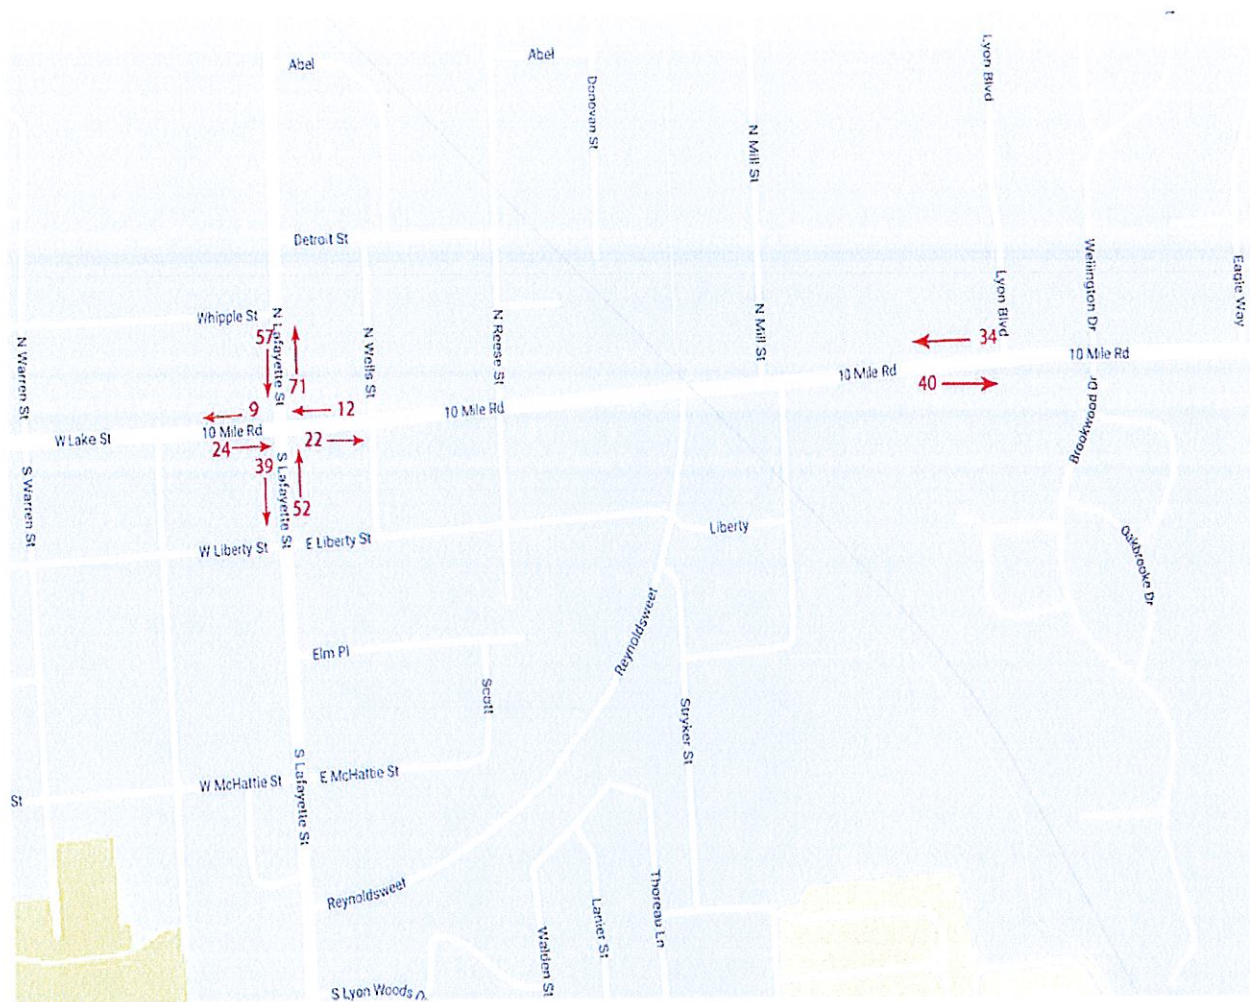 Abel
Abel
Donovan St
N Mill St
Lyon Blvd
Detroit St
Wellington Dr
Eagle Way
Whipple St
N Lafayette St
57
71
N Warren St
N Wells St
N Reese St
N Mill St
Lyon Blvd
34
10 Mile Rd
40
10 Mile Rd
9
12
10 Mile Rd
10 Mile Rd
W Lake St
24
22
39
52
S Lafayette St
S Warren St
Brookwood Dr
W Liberty St
E Liberty St
Liberty
Oakbrooke Dr
Elm Pl
Reynoldsweet
Scott
Stryker St
W McHattie St
E McHattie St
S Lafayette St
St
Reynoldsweet
Thoreau Ln
Lanier St
Walden St
S Lyon Woods